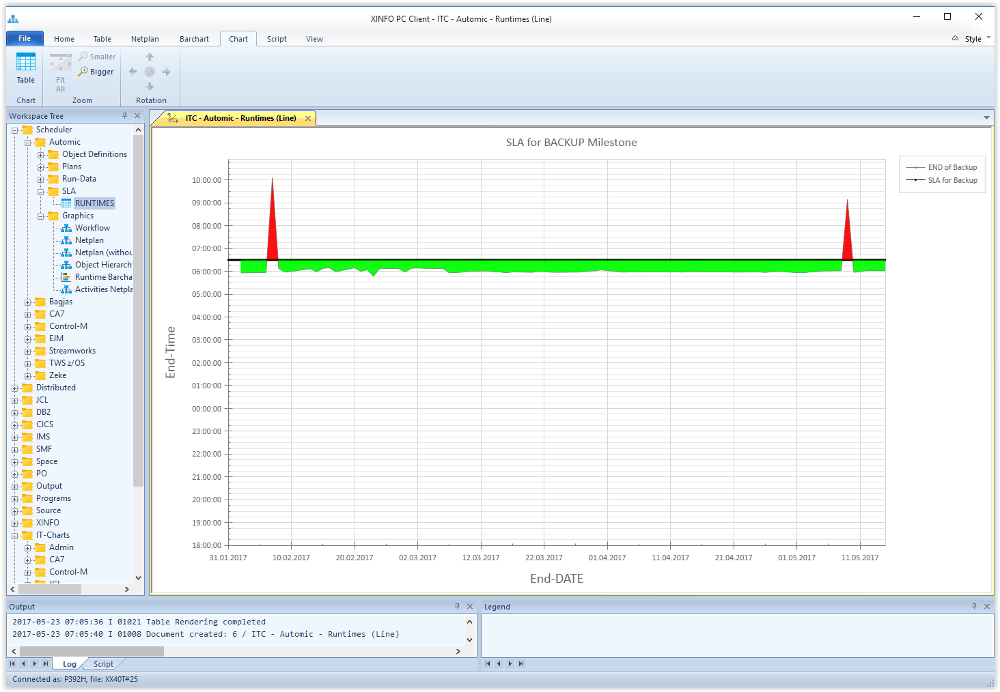 XINFO PC Client - ITC - Automic - Runtimes (Line)
File Home Table Netplan Barchart Chart Script View Style
Table
Fit All
Smaller
Bigger
Chart Zoom Rotation
Workspace Tree
Scheduler
Automic
Object Definitions
Plans
Run-Data
SLA
RUNTIMES
Graphics
Workflow
Netplan
Netplan (withou
Object Hierarch
Runtime Barcha
Activities Netpla
Bagjas
CA7
Control-M
EJM
Streamworks
TWS z/OS
Zeke
Distributed
JCL
DB2
CICS
IMS
SMF
Space
PO
Output
Programs
Source
XINFO
IT-Charts
Admin
CA7
Control-M
ITC - Automic - Runtimes (Line)
SLA for BACKUP Milestone
END of Backup
SLA for Backup
End-Time
10:00:00
09:00:00
08:00:00
07:00:00
06:00:00
05:00:00
04:00:00
03:00:00
02:00:00
01:00:00
00:00:00
23:00:00
22:00:00
21:00:00
20:00:00
19:00:00
18:00:00
31.01.2017 10.02.2017 20.02.2017 02.03.2017 12.03.2017 22.03.2017 01.04.2017 11.04.2017 21.04.2017 01.05.2017 11.05.2017
End-DATE
Output
2017-05-23 07:05:36 I 01021 Table Rendering completed
2017-05-23 07:05:40 I 01008 Document created: 6 / ITC - Automic - Runtimes (Line)
Log Script
Legend
Connected as: P392H, file: XX40T#25